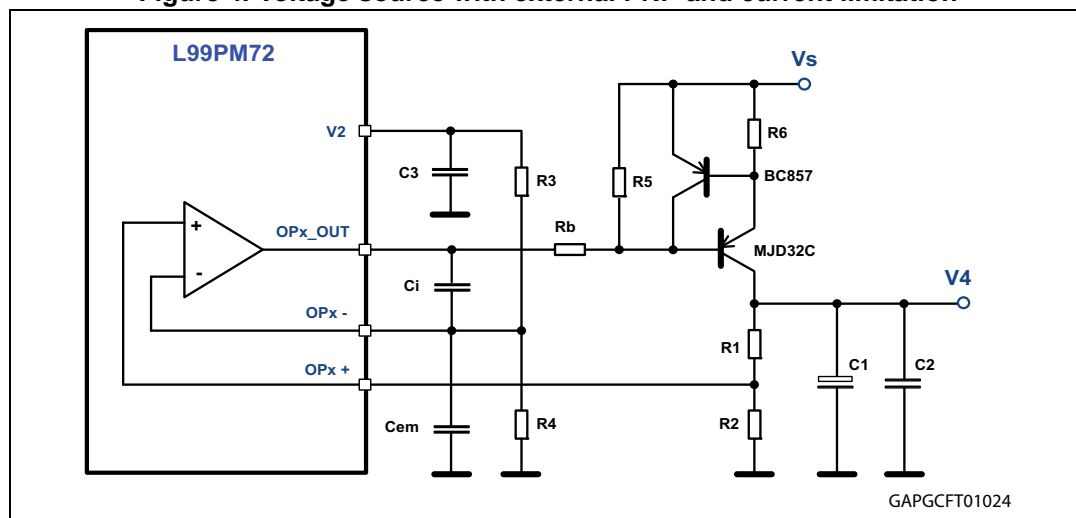 Figure 4. Voltage source with external PNP and current limitation
L99PM72
Vs
V2
R6
C3
R3
R5
BC857
OPx_OUT
Rb
MJD32C
+
-
Ci
V4
OPx -
R1
C1
C2
OPx +
Cem
R4
R2
GAPGCFT01024